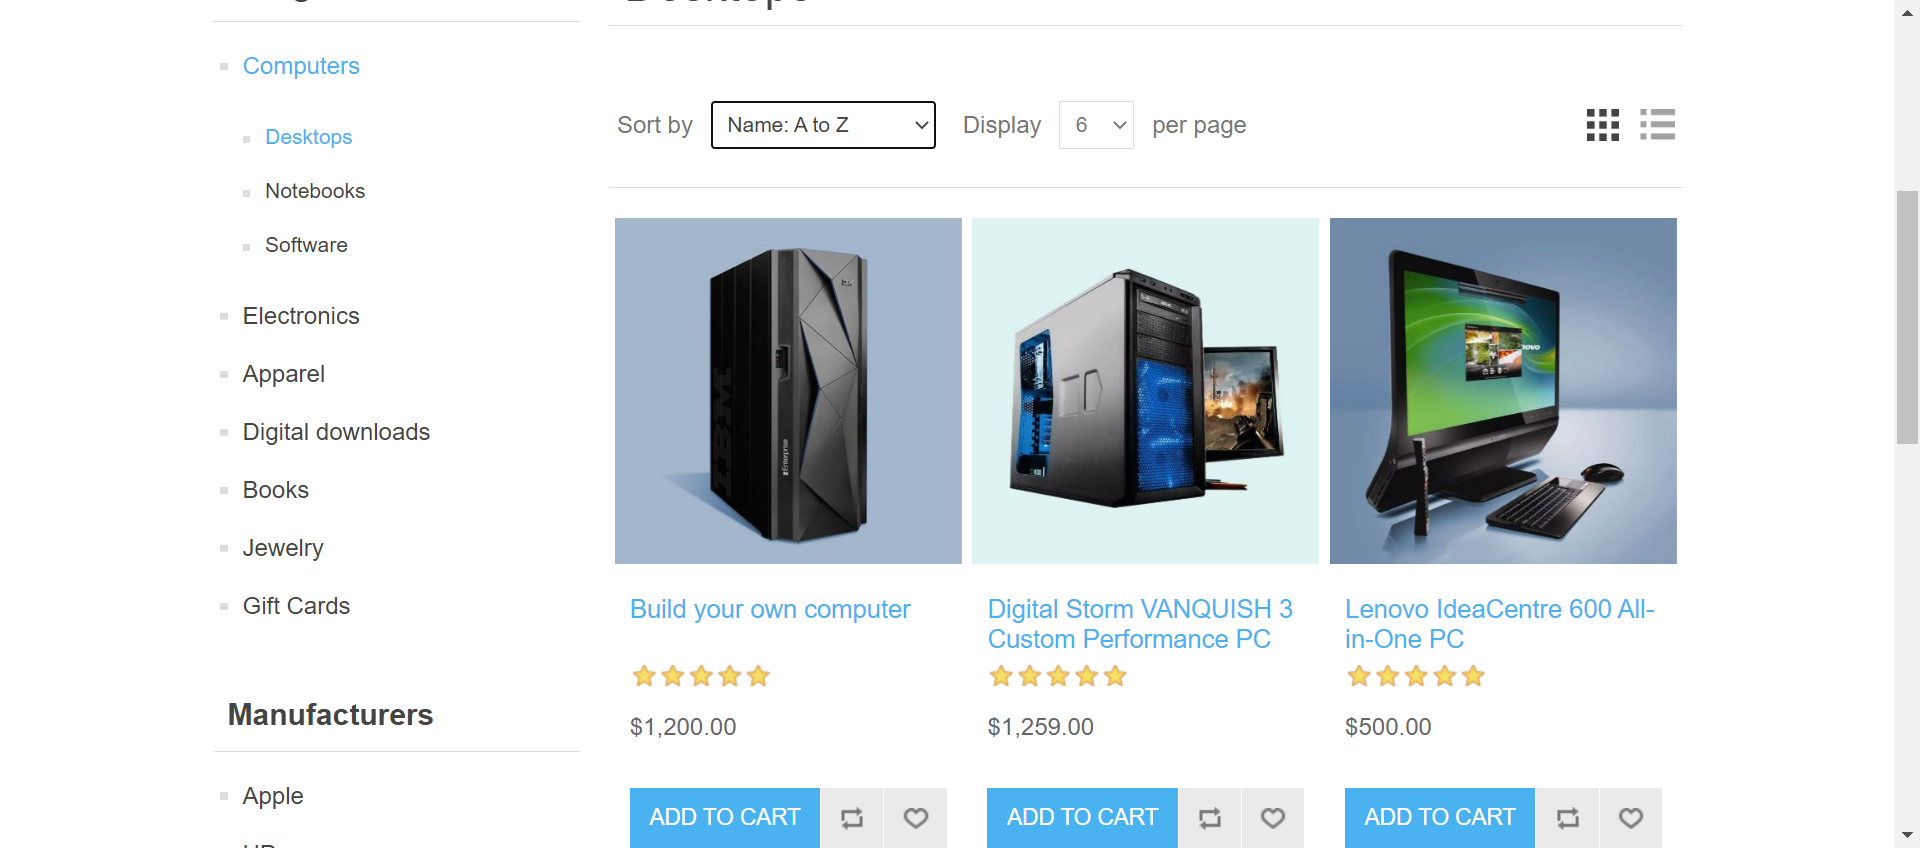 Computers
Desktops
Notebooks
Software
Electronics
Apparel
Digital downloads
Books
Jewelry
Gift Cards
Manufacturers
Apple
Sort by Name: A to Z Display 6 per page
IBM
zEnterprise
Build your own computer
$1,200.00
ADD TO CART
Digital Storm VANQUISH 3
Custom Performance PC
$1,259.00
ADD TO CART
Lenovo IdeaCentre 600 All-
in-One PC
$500.00
ADD TO CART